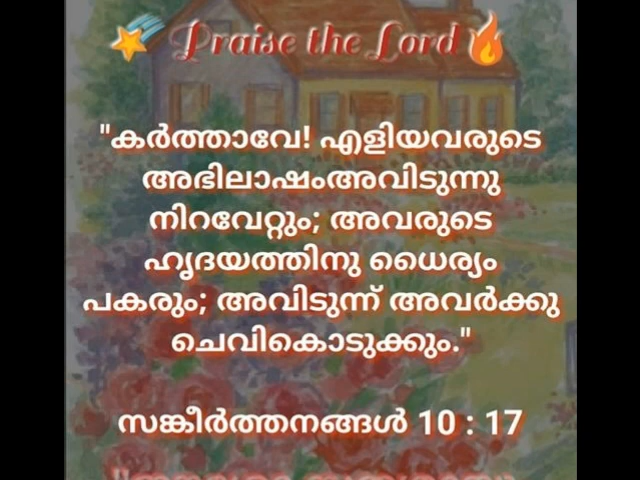 Praise the Lord
"കർത്താവേ! എളിയവരുടെ
അഭിലാഷംഅവിടുന്നു
നിറവേറ്റും; അവരുടെ
ഹൃദയത്തിനു ധൈര്യം
പകരും; അവിടുന്ന് അവർക്കു
ചെവികൊടുക്കും."
സങ്കീർത്തനങ്ങൾ 10 : 17